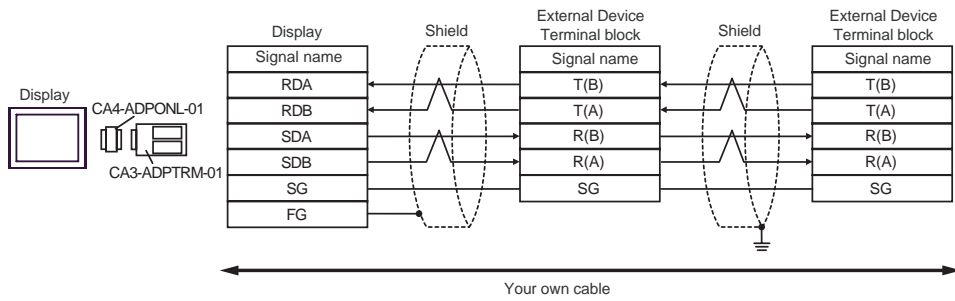 Display
CA4-ADPONL-01
CA3-ADPTRM-01
Display
Signal name
RDA
RDB
SDA
SDB
SG
FG
Shield
External Device
Terminal block
Signal name
T(B)
T(A)
R(B)
R(A)
SG
Shield
External Device
Terminal block
Signal name
T(B)
T(A)
R(B)
R(A)
SG
Your own cable